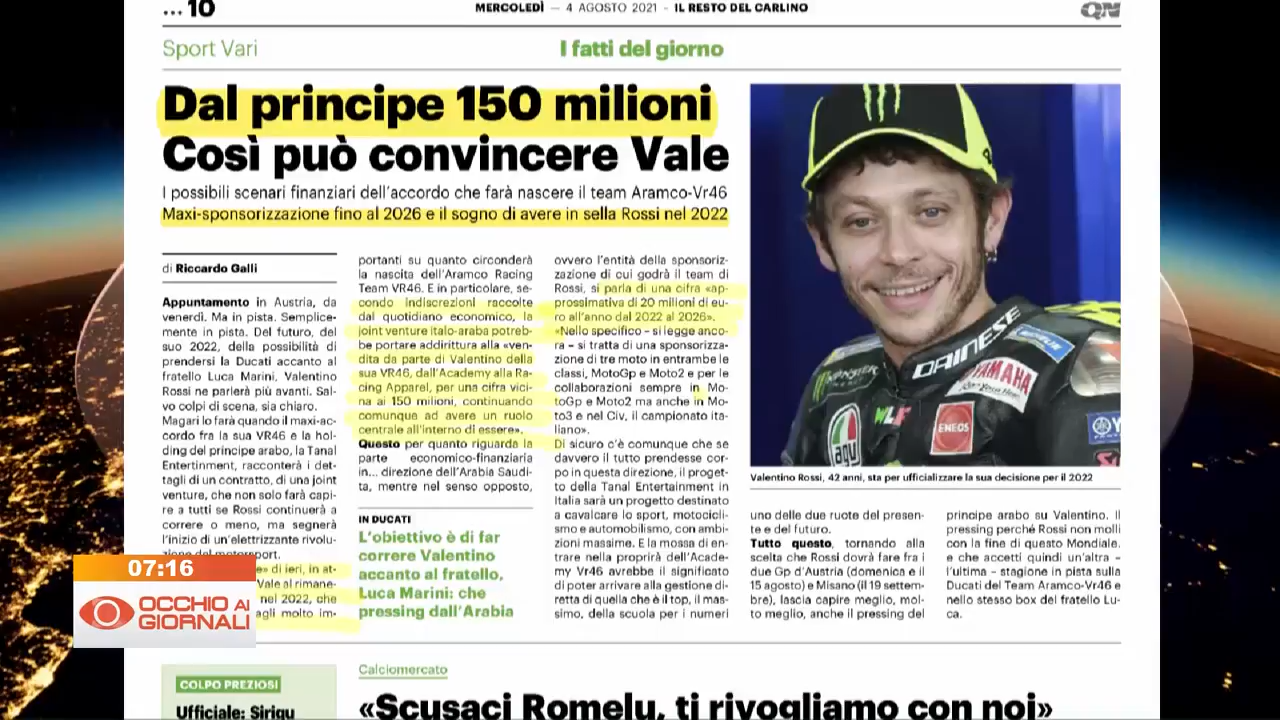 ... 10
MERCOLEDÌ — 4 AGOSTO 2021 - IL RESTO DEL CARLINO
QN
Sport Vari
I fatti del giorno
Dal principe 150 milioni
Così può convincere Vale
I possibili scenari finanziari dell'accordo che farà nascere il team Aramco-Vr46
Maxi-sponsorizzazione fino al 2026 e il sogno di avere in sella Rossi nel 2022
di Riccardo Galli
Appuntamento in Austria, da
venerdì. Ma in pista. Semplice-
mente in pista. Del futuro, del
suo 2022, della possibilità di
prendersi la Ducati accanto al
fratello Luca Marini, Valentino
Rossi ne parlerà più avanti. Sal-
vo colpi di scena, sia chiaro.
Magari lo farà quando il maxi-ac-
cordo fra la sua VR46 e la hol-
ding del principe arabo, la Tanal
Entertinment, racconterà i det-
tagli di un contratto, di una joint
venture, che non solo farà capi-
re a tutti se Rossi continuerà a
correre o meno, ma segnerà
l'inizio di un'elettrizzante rivolu-
zione del motorsport.
e» di ieri, in at-
Vale al rimane-
nel 2022, che
agli molto im-
portanti su quanto circonderà
la nascita dell'Aramco Racing
Team VR46. E in particolare, se-
condo indiscrezioni raccolte
dal quotidiano economico, la
joint venture italo-araba potreb-
be portare addirittura alla «ven-
dita da parte di Valentino della
sua VR46, dall'Academy alla Ra-
cing Apparel, per una cifra vici-
na ai 150 milioni, continuando
comunque ad avere un ruolo
centrale all'interno di essere».
Questo per quanto riguarda la
parte economico-finanziaria
in... direzione dell'Arabia Saudi-
ta, mentre nel senso opposto,
IN DUCATI
L'obiettivo è di far
correre Valentino
accanto al fratello,
Luca Marini: che
pressing dall'Arabia
ovvero l'entità della sponsoriz-
zazione di cui godrà il team di
Rossi, si parla di una cifra «ap-
prossimativa di 20 milioni di eu-
ro all'anno dal 2022 al 2026».
«Nello specifico – si legge anco-
ra – si tratta di una sponsorizza-
zione di tre moto in entrambe le
classi, MotoGp e Moto2 e per le
collaborazioni sempre in Mo-
toGp e Moto2 ma anche in Mo-
to3 e nel Civ, il campionato ita-
liano».
Di sicuro c'è comunque che se
davvero il tutto prendesse cor-
po in questa direzione, il proget-
to della Tanal Entertainment in
Italia sarà un progetto destinato
a cavalcare lo sport, motocicli-
smo e automobilismo, con ambi-
zioni massime. E la mossa di en-
trare nella proprirà dell'Acade-
my Vr46 avrebbe il significato
di poter arrivare alla gestione di-
retta di quella che è il top, il mas-
simo, della scuola per i numeri
DAINESE
MICHELIN
MONSTER
YAMAHA
WLF
ENEOS
agu
Valentino Rossi, 42 anni, sta per ufficializzare la sua decisione per il 2022
uno delle due ruote del presen-
te e del futuro.
Tutto questo, tornando alla
scelta che Rossi dovrà fare fra i
due Gp d'Austria (domenica e il
15 agosto) e Misano (il 19 settem-
bre), lascia capire meglio, mol-
to meglio, anche il pressing del
principe arabo su Valentino. Il
pressing perché Rossi non molli
con la fine di questo Mondiale.
e che accetti quindi un'altra –
l'ultima – stagione in pista sulla
Ducati del Team Aramco-Vr46 e
nello stesso box del fratello Lu-
ca.
07:16
OCCHIO AI
GIORNALI
COLPO PREZIOSI
Ufficiale: Sirigu
Calciomercato
«Scusaci Romelu, ti rivogliamo con noi»